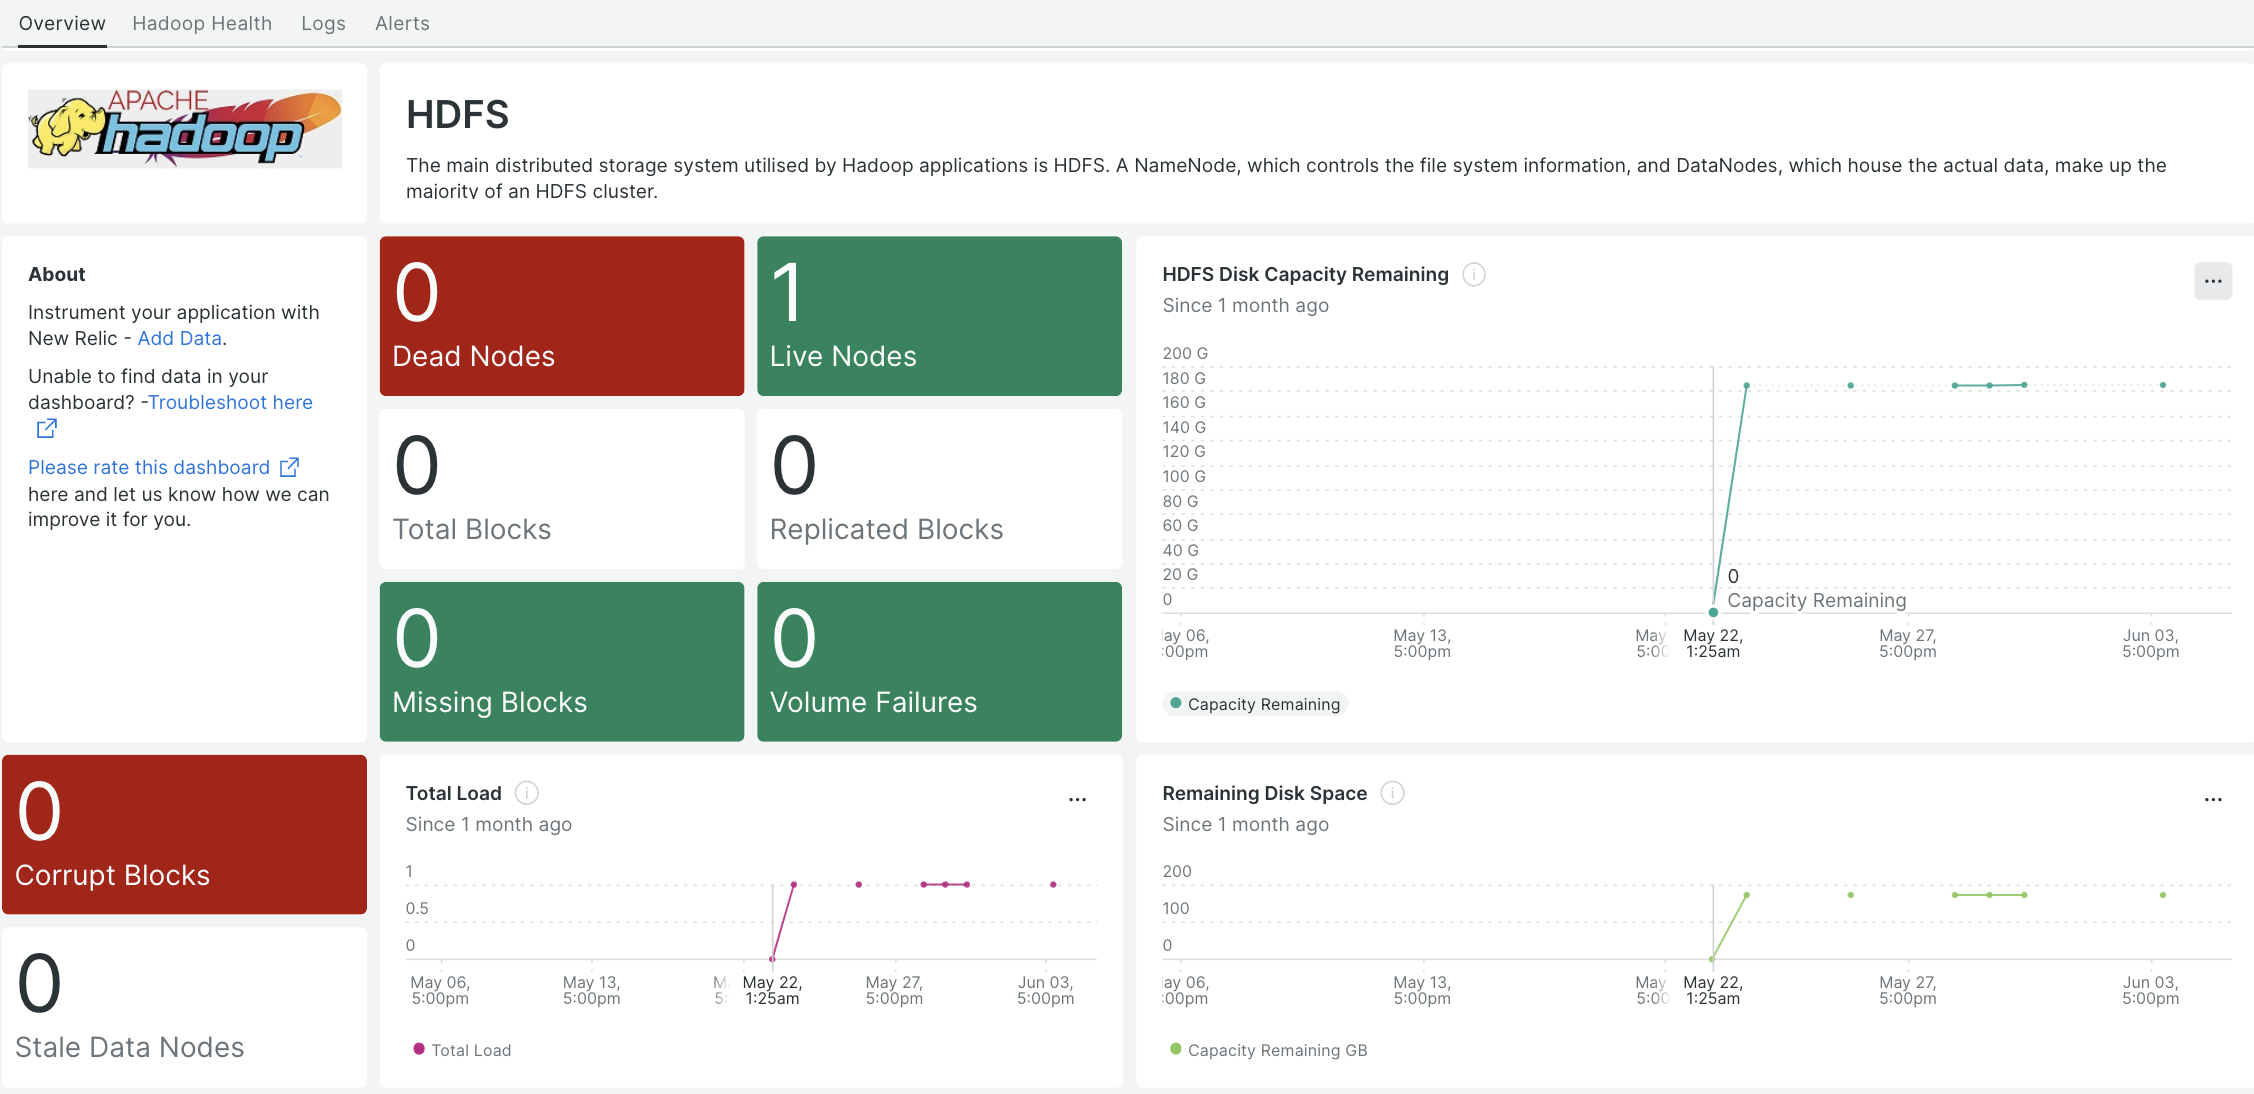 Overview Hadoop Health Logs Alerts
APACHE
hadoop
HDFS
The main distributed storage system utilised by Hadoop applications is HDFS. A NameNode, which controls the file system information, and DataNodes, which house the actual data, make up the
majority of an HDFS cluster.
About
Instrument your application with
New Relic - Add Data.
Unable to find data in your
dashboard? -Troubleshoot here
Please rate this dashboard
here and let us know how we can
improve it for you.
0
Dead Nodes
1
Live Nodes
0
Total Blocks
0
Replicated Blocks
0
Missing Blocks
0
Volume Failures
HDFS Disk Capacity Remaining
Since 1 month ago
200 G
180 G
160 G
140 G
120 G
100 G
80 G
60 G
40 G
20 G
0
0
Capacity Remaining
ay 06, May 13, May May 22, May 27, Jun 03,
:00pm 5:00pm 5:00 1:25am 5:00pm 5:00pm
Capacity Remaining
0
Corrupt Blocks
0
Stale Data Nodes
Total Load
Since 1 month ago
1
0.5
0
May 06, May 13, M May 22, May 27, Jun 03,
5:00pm 5:00pm 5: 1:25am 5:00pm 5:00pm
Total Load
Remaining Disk Space
Since 1 month ago
200
100
0
ay 06, May 13, May May 22, May 27, Jun 03,
:00pm 5:00pm 5:00 1:25am 5:00pm 5:00pm
Capacity Remaining GB